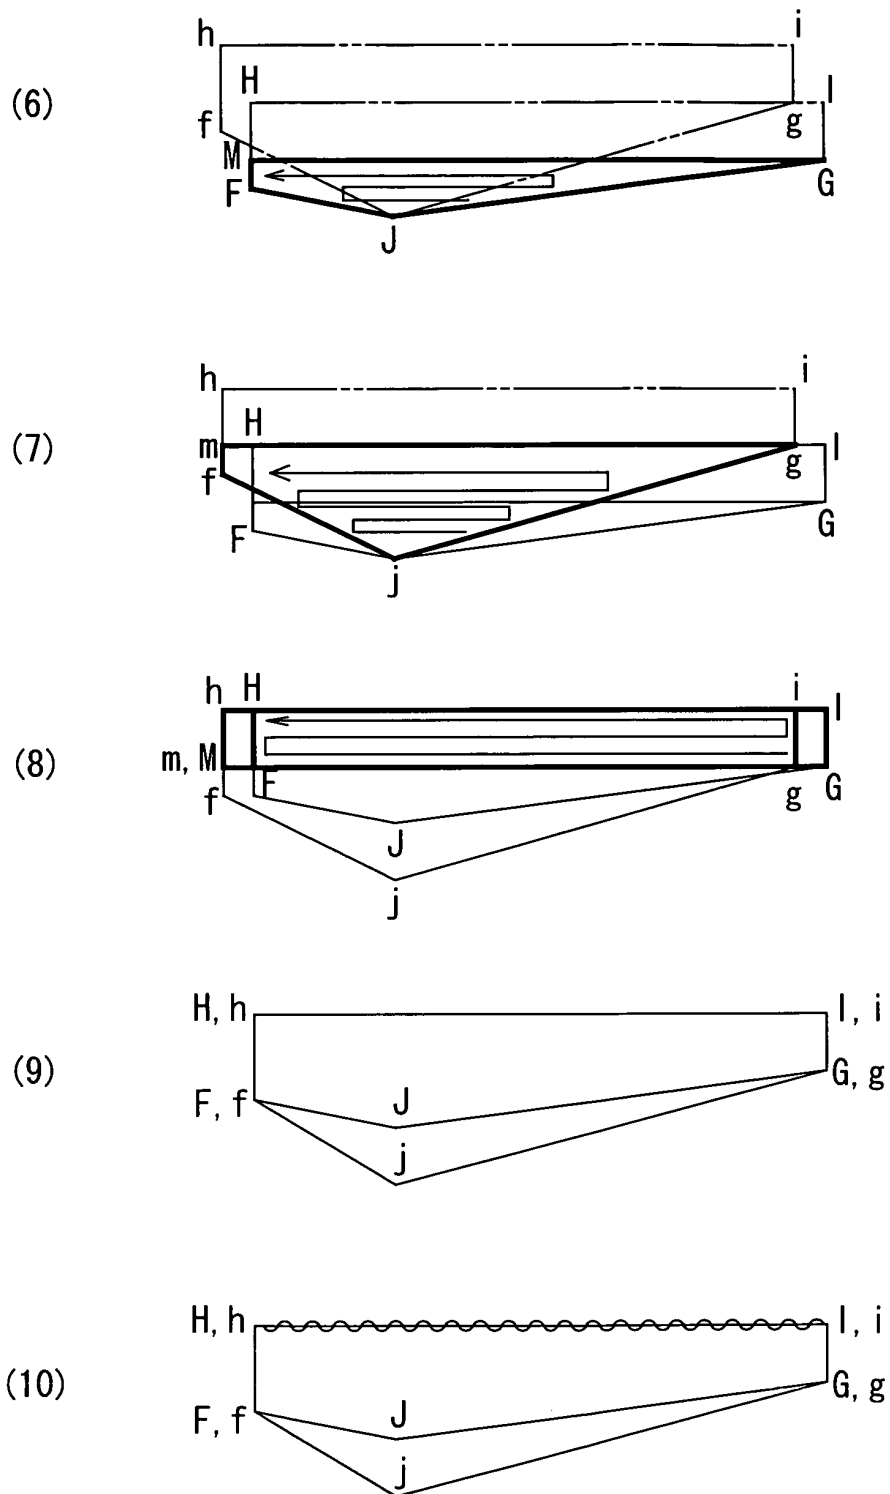 h i
(6) H I
f g
M
F G
J
h i
(7) H
m I
f g
F G
j
h H i I
(8) m, M
F
f g G
J
j
H, h I, i
(9)
G, g
F, f J
j
H, h I, i
(10) G, g
F, f J
j